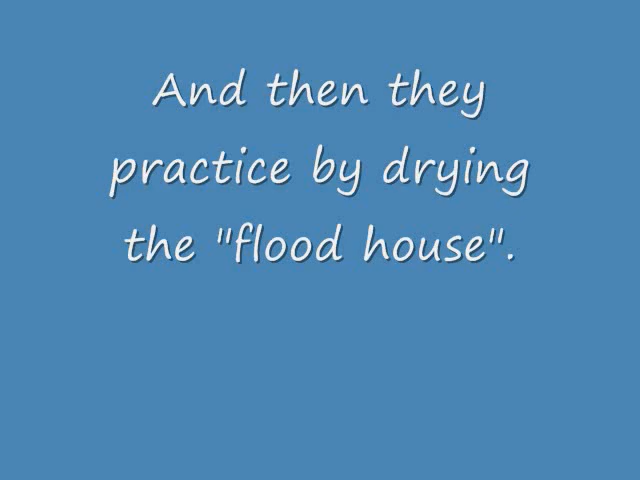 And then they
practice by drying
the "flood house".